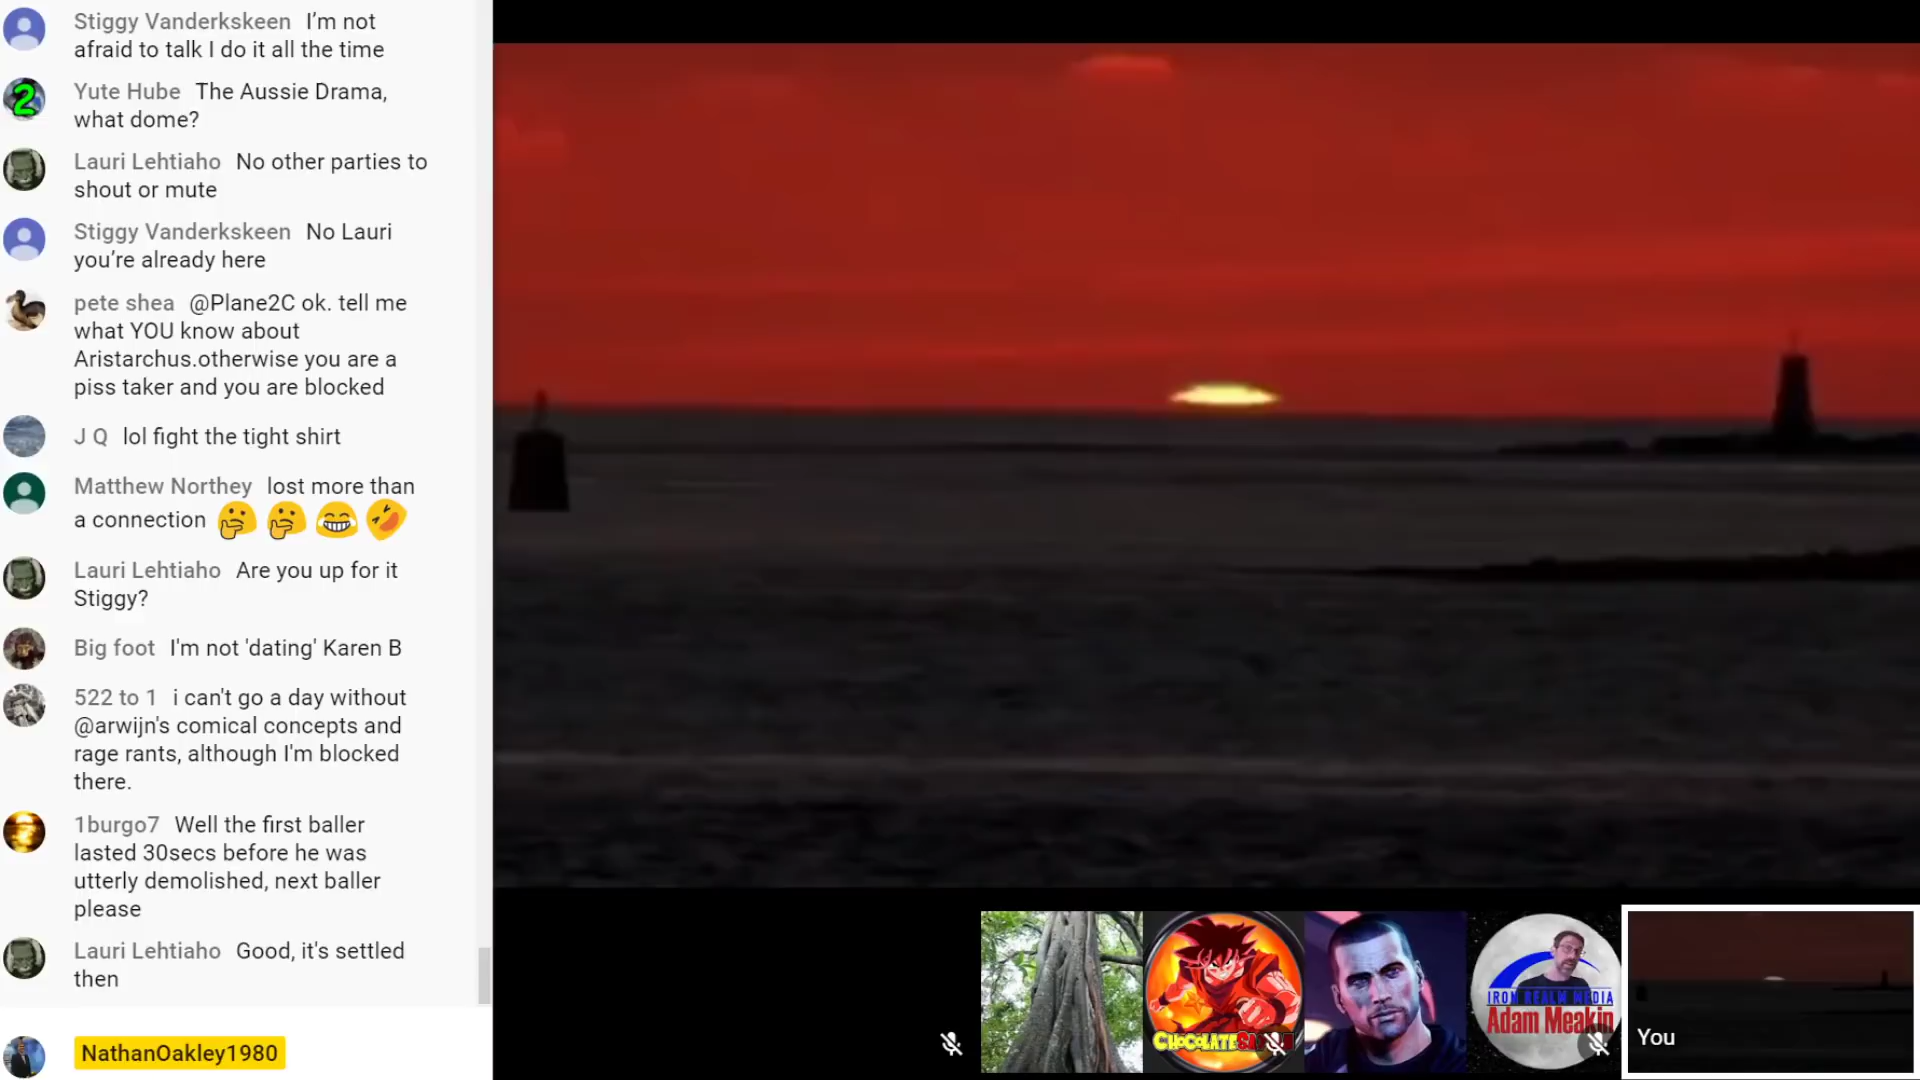 Stiggy Vanderkskeen I’m not
afraid to talk I do it all the time
2
Yute Hube The Aussie Drama,
what dome?
Lauri Lehtiaho No other parties to
shout or mute
Stiggy Vanderkskeen No Lauri
you’re already here
pete shea @Plane2C ok. tell me
what YOU know about
Aristarchus.otherwise you are a
piss taker and you are blocked
J Q lol fight the tight shirt
Matthew Northey lost more than
a connection 🤔🤔😂🤣
Lauri Lehtiaho Are you up for it
Stiggy?
Big foot I'm not 'dating' Karen B
522 to 1 i can't go a day without
@arwijn's comical concepts and
rage rants, although I'm blocked
there.
1burgo7 Well the first baller
lasted 30secs before he was
utterly demolished, next baller
please
Lauri Lehtiaho Good, it's settled
then
NathanOakley1980
IRON REALM MEDIA
Adam Meakin
You